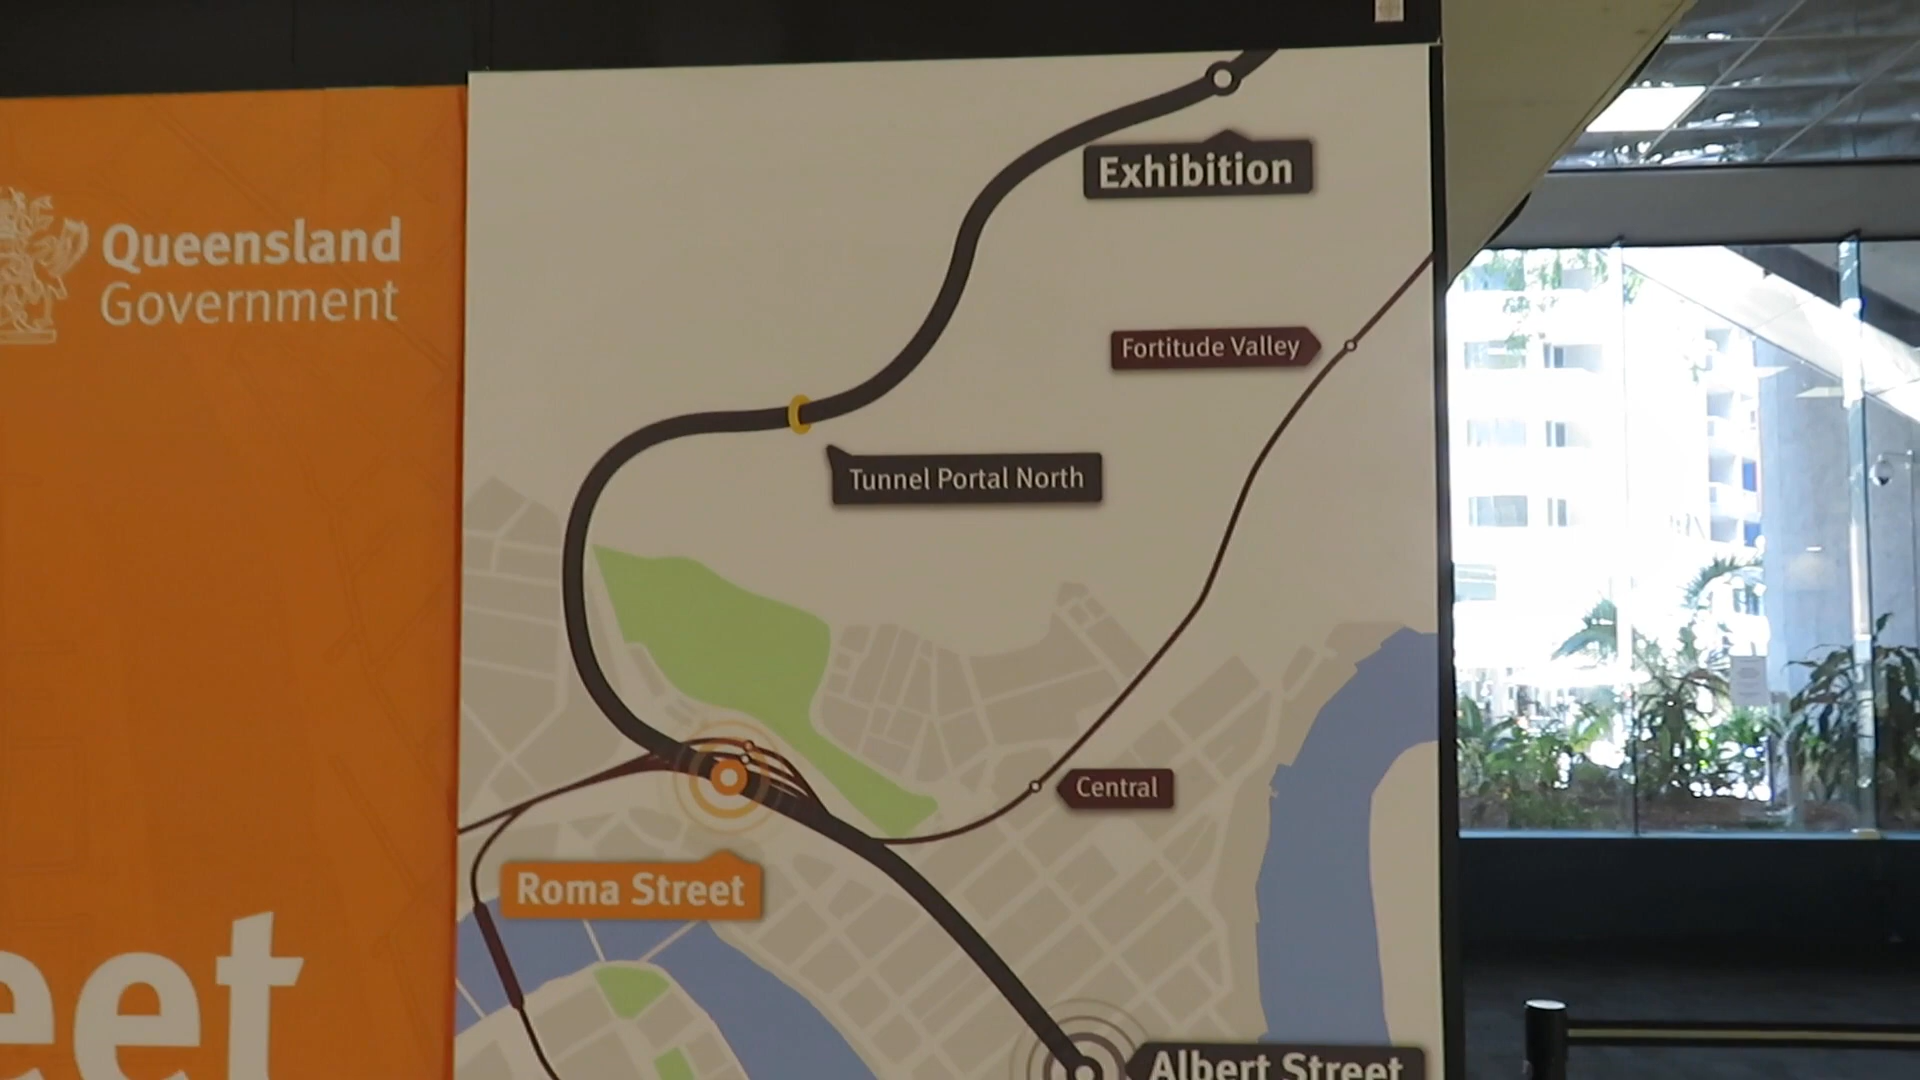 Queensland
Government
eet
Exhibition
Fortitude Valley
Tunnel Portal North
Central
Roma Street
Albert Street